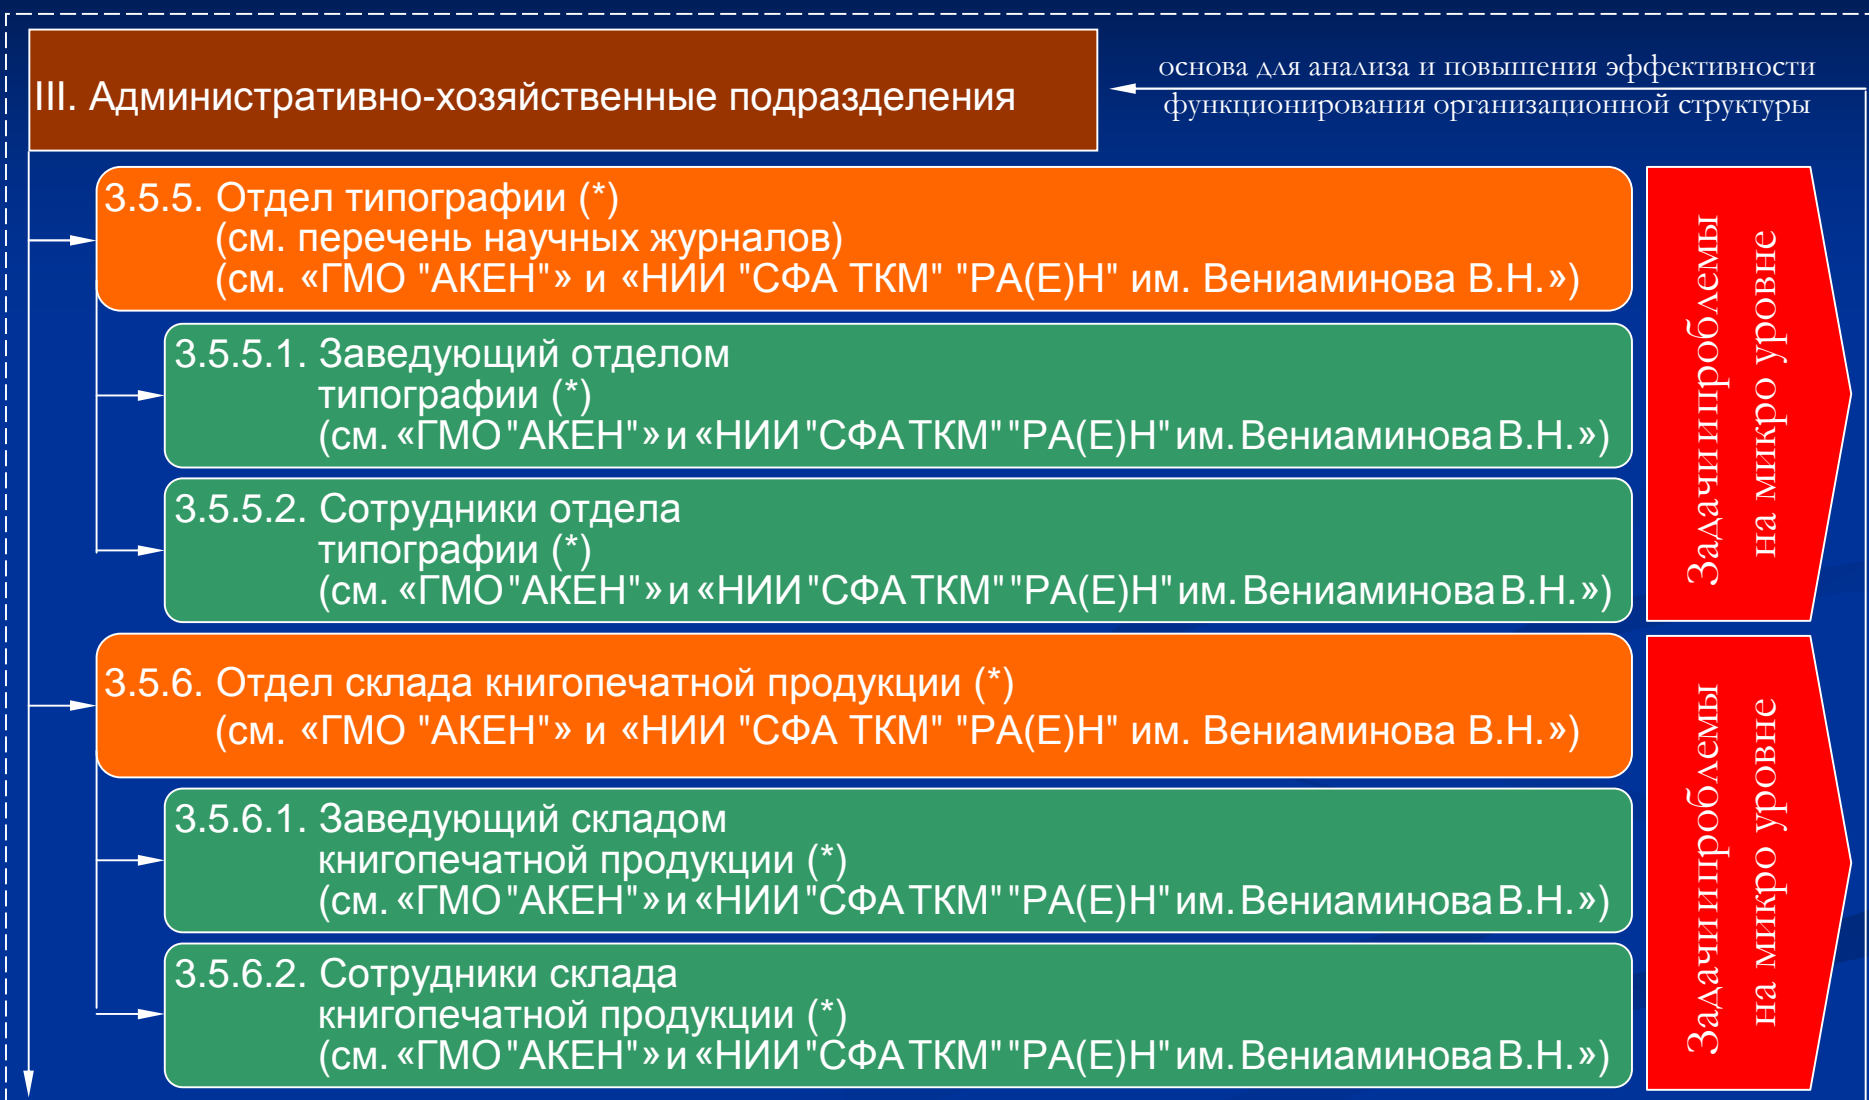 III. Административно-хозяйственные подразделения
основа для анализа и повышения эффективности
функционирования организационной структуры
3.5.5. Отдел типографии (*)
(см. перечень научных журналов)
(см. «ГМО "АКЕН"» и «НИИ "СФА ТКМ" "РА(Е)Н" им. Вениаминова В.Н.»)
3.5.5.1. Заведующий отделом
типографии (*)
(см. «ГМО "АКЕН"» и «НИИ "СФА ТКМ" "РА(Е)Н" им. Вениаминова В.Н.»)
3.5.5.2. Сотрудники отдела
типографии (*)
(см. «ГМО "АКЕН"» и «НИИ "СФА ТКМ" "РА(Е)Н" им. Вениаминова В.Н.»)
Задачи и проблемы
на микро уровне
3.5.6. Отдел склада книгопечатной продукции (*)
(см. «ГМО "АКЕН"» и «НИИ "СФА ТКМ" "РА(Е)Н" им. Вениаминова В.Н.»)
3.5.6.1. Заведующий складом
книгопечатной продукции (*)
(см. «ГМО "АКЕН"» и «НИИ "СФА ТКМ" "РА(Е)Н" им. Вениаминова В.Н.»)
3.5.6.2. Сотрудники склада
книгопечатной продукции (*)
(см. «ГМО "АКЕН"» и «НИИ "СФА ТКМ" "РА(Е)Н" им. Вениаминова В.Н.»)
Задачи и проблемы
на микро уровне